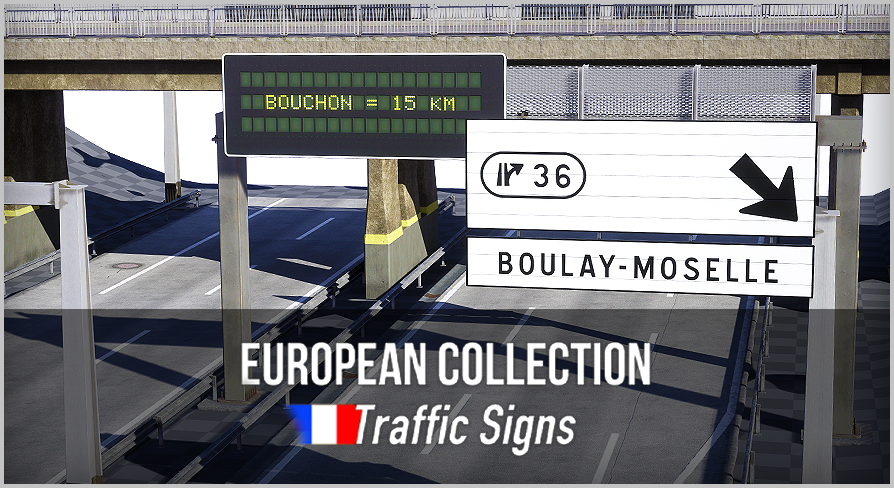 BOUCHON = 15 KM
36
BOULAY-MOSELLE
EUROPEAN COLLECTION
Traffic Signs